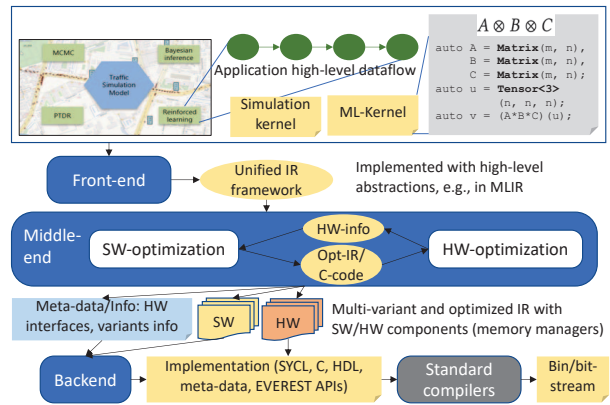 MCMC
Bayesian
inference
Traffic
Simulation
Model
PTDR
Reinforced
learning
Application high-level dataflow
Simulation
kernel
ML-Kernel
A ⊗ B ⊗ C
auto A = Matrix(m, n),
B = Matrix(m, n),
C = Matrix(m, n);
auto u = Tensor<3>
(n, n, n);
auto v = (A*B*C)(u);
Front-end
Unified IR
framework
Implemented with high-level
abstractions, e.g., in MLIR
Middle-
end
SW-optimization
HW-info
Opt-IR/
C-code
HW-optimization
Meta-data/Info: HW
interfaces, variants info
SW
HW
Multi-variant and optimized IR with
SW/HW components (memory managers)
Backend
Implementation (SYCL, C, HDL,
meta-data, EVEREST APIs)
Standard
compilers
Bin/bit-
stream